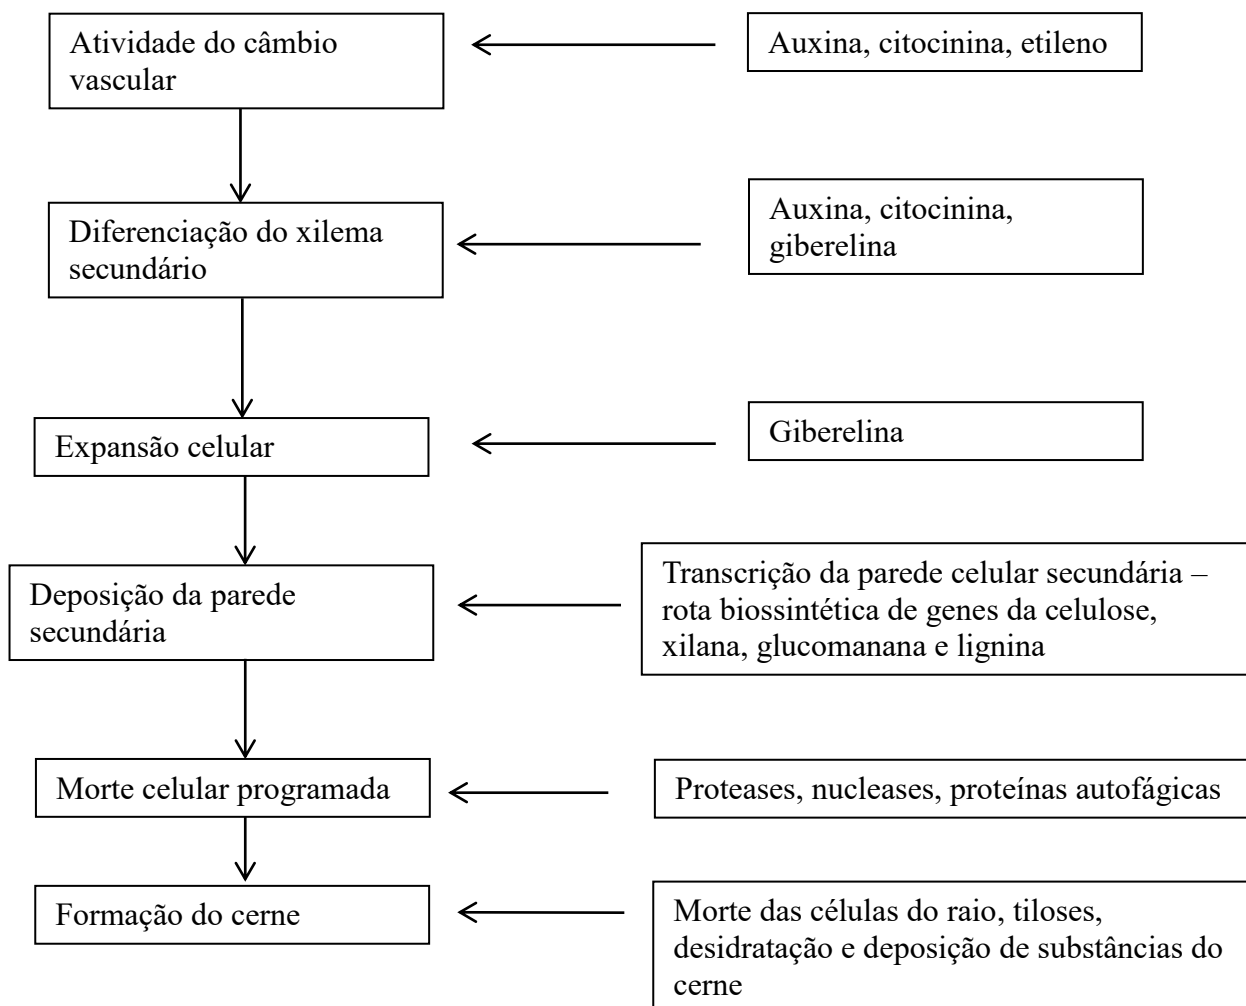 Atividade do câmbio
vascular
Auxina, citocinina, etileno
Diferenciação do xilema
secundário
Auxina, citocinina,
giberelina
Expansão celular
Giberelina
Deposição da parede
secundária
Transcrição da parede celular secundária –
rota biossintética de genes da celulose,
xilana, glucomanana e lignina
Morte celular programada
Proteases, nucleases, proteínas autofágicas
Formação do cerne
Morte das células do raio, tiloses,
desidratação e deposição de substâncias do
cerne